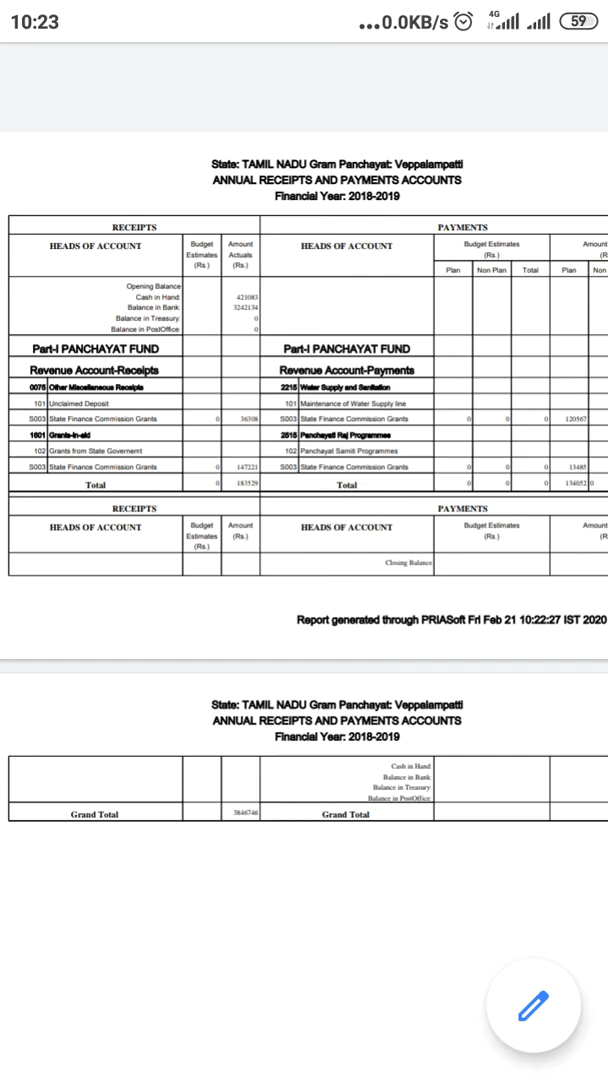 10:23
...0.0KB/s 4G 59
State: TAMIL NADU Gram Panchayat: Veppalampatti
ANNUAL RECEIPTS AND PAYMENTS ACCOUNTS
Financial Year: 2018-2019
RECEIPTS PAYMENTS
HEADS OF ACCOUNT Budget Estimates (Rs.) Amount Actuals (Rs.) HEADS OF ACCOUNT Budget Estimates (Rs.) Amount (R
Plan Non Plan Total Plan Non
Opening Balance
Cash in Hand 421083
Balance in Bank 3242134
Balance in Treasury 0
Balance in PostOffice 0
Part-I PANCHAYAT FUND Part-I PANCHAYAT FUND
Revenue Account-Receipts Revenue Account-Payments
0075 Other Miscellaneous Receipts 2215 Water Supply and Sanitation
101 Unclaimed Deposit 101 Maintenance of Water Supply line
S003 State Finance Commission Grants 0 36308 S003 State Finance Commission Grants 0 0 0 120567
1601 Grants-in-aid 2515 Panchayati Raj Programmes
102 Grants from State Governemt 102 Panchayat Samiti Programmes
S003 State Finance Commission Grants 0 147221 S003 State Finance Commission Grants 0 0 0 13485
Total 0 183529 Total 0 0 0 134052 0
RECEIPTS PAYMENTS
HEADS OF ACCOUNT Budget Estimates (Rs.) Amount (Rs.) HEADS OF ACCOUNT Budget Estimates (Rs.) Amount (R
Closing Balance
Report generated through PRIASoft Fri Feb 21 10:22:27 IST 2020
State: TAMIL NADU Gram Panchayat: Veppalampatti
ANNUAL RECEIPTS AND PAYMENTS ACCOUNTS
Financial Year: 2018-2019
Cash in Hand
Balance in Bank
Balance in Treasury
Balance in PostOffice
Grand Total 3846746 Grand Total